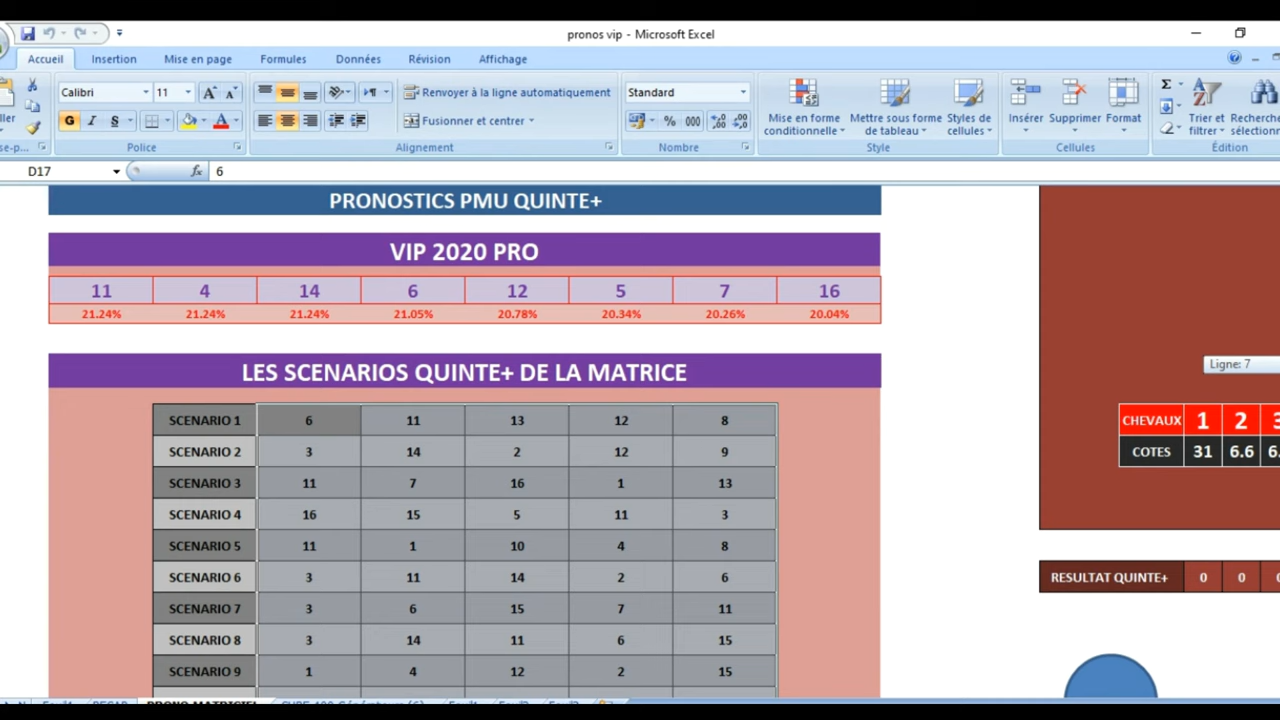 pronos vip - Microsoft Excel
Accueil Insertion Mise en page Formules Données Révision Affichage
Calibri 11 Renvoyer à la ligne automatiquement Standard
G I S Fusionner et centrer % 000
Mise en forme conditionnelle Mettre sous forme de tableau Styles de cellules Insérer Supprimer Format Trier et filtrer
Police Alignement Nombre Style Cellules Édition
D17 fx 6
PRONOSTICS PMU QUINTE+
VIP 2020 PRO
11 4 14 6 12 5 7 16
21.24% 21.24% 21.24% 21.05% 20.78% 20.34% 20.26% 20.04%
LES SCENARIOS QUINTE+ DE LA MATRICE
SCENARIO 1 6 11 13 12 8
SCENARIO 2 3 14 2 12 9
SCENARIO 3 11 7 16 1 13
SCENARIO 4 16 15 5 11 3
SCENARIO 5 11 1 10 4 8
SCENARIO 6 3 11 14 2 6
SCENARIO 7 3 6 15 7 11
SCENARIO 8 3 14 11 6 15
SCENARIO 9 1 4 12 2 15
Ligne: 7
CHEVAUX 1 2
COTES 31 6.6
RESULTAT QUINTE+ 0 0